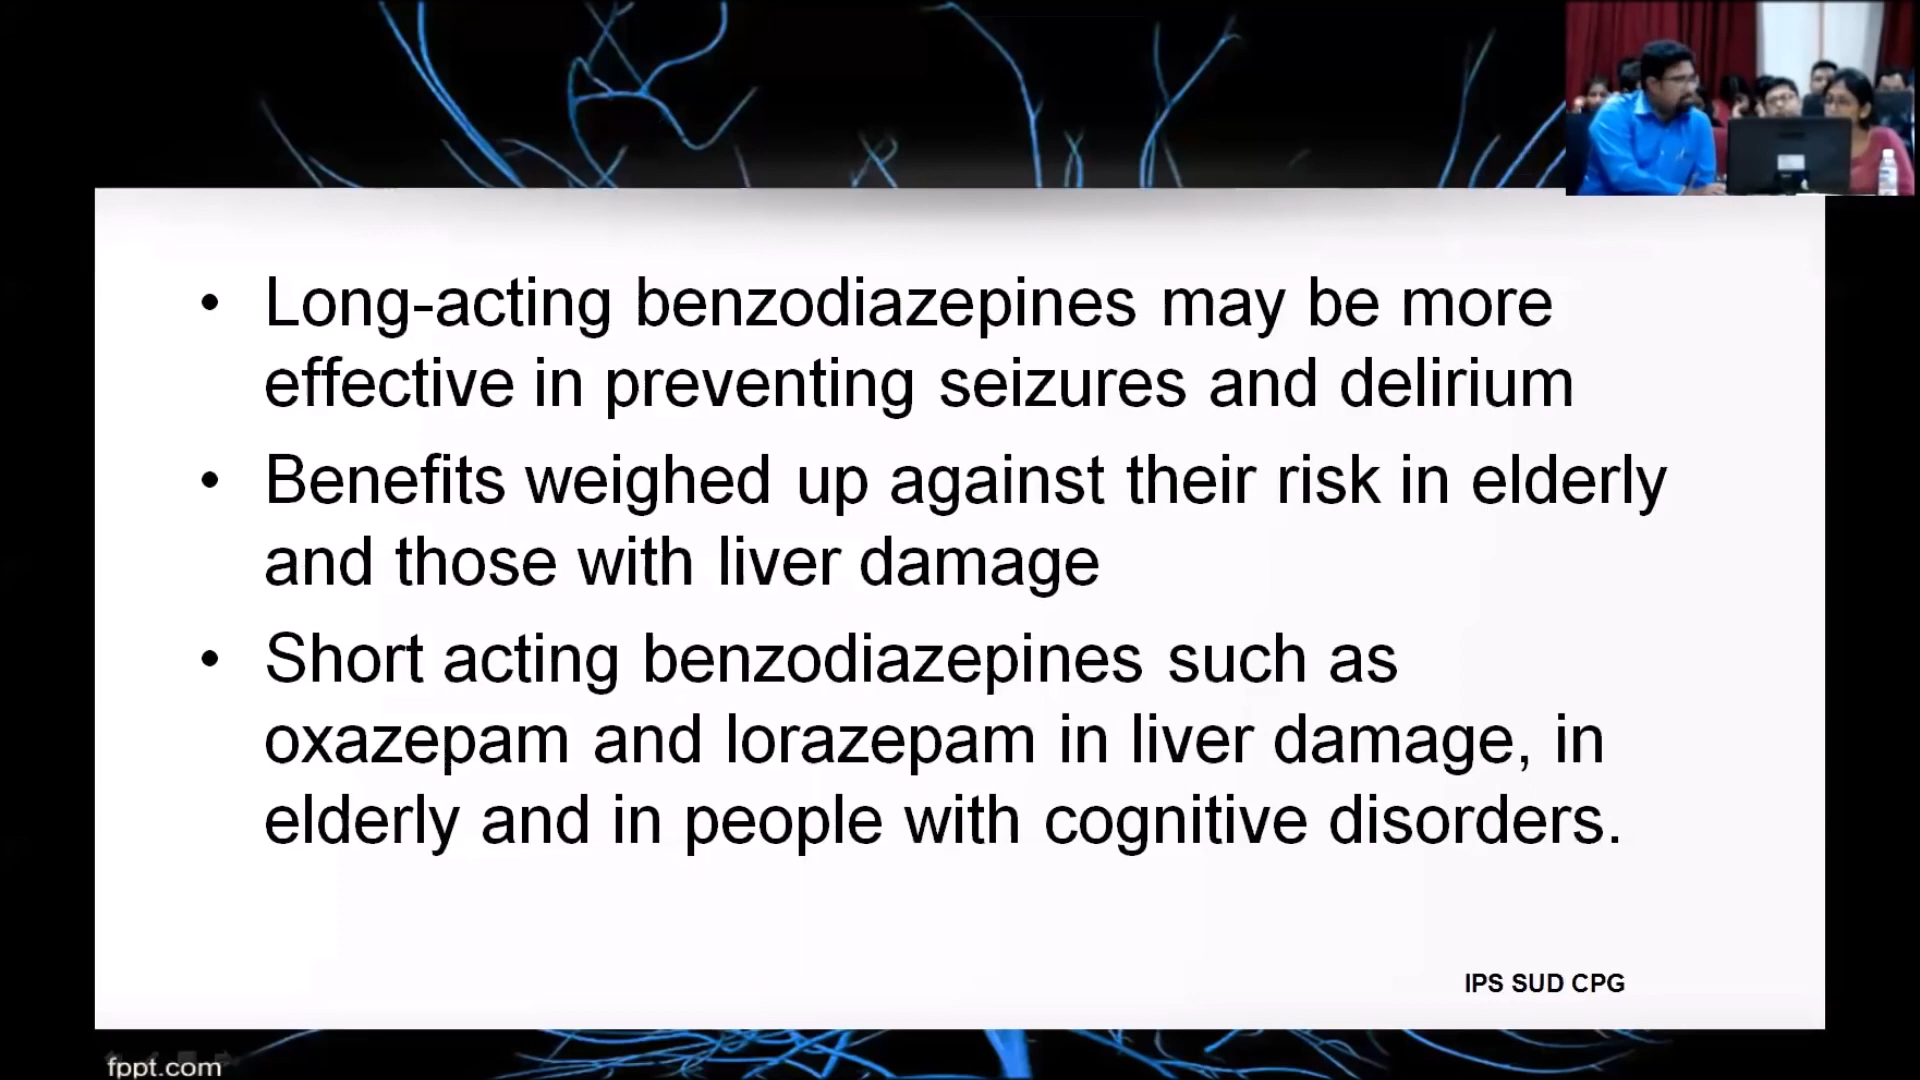 • Long-acting benzodiazepines may be more
effective in preventing seizures and delirium
• Benefits weighed up against their risk in elderly
and those with liver damage
• Short acting benzodiazepines such as
oxazepam and lorazepam in liver damage, in
elderly and in people with cognitive disorders.
IPS SUD CPG
fppt.com